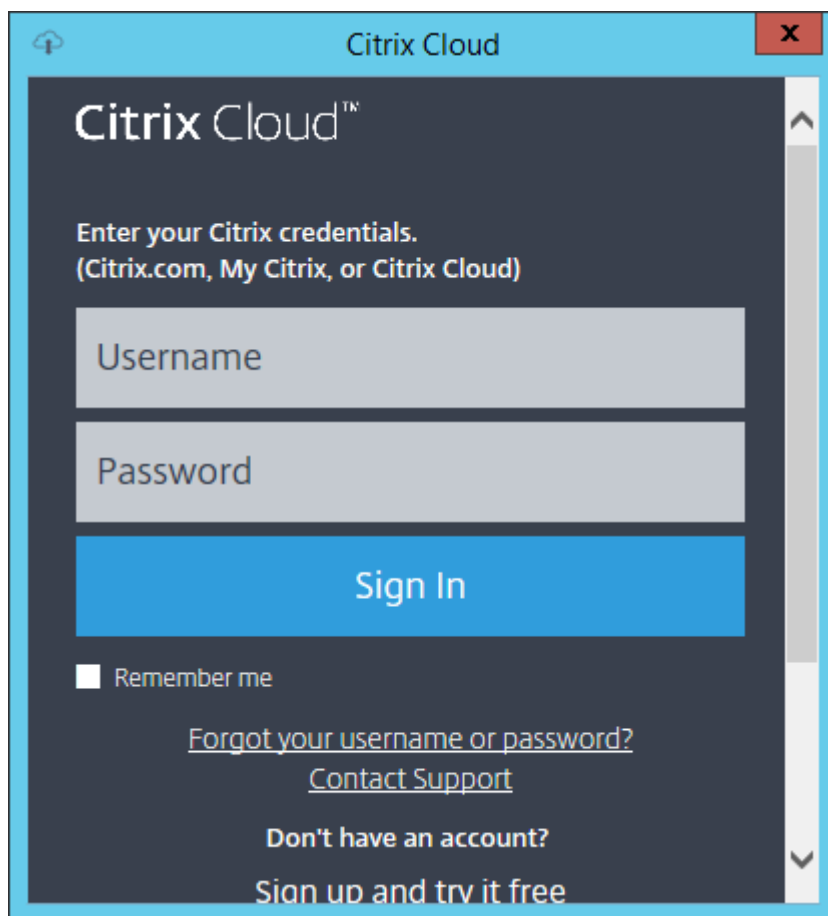 Citrix Cloud
x
Citrix Cloud™
Enter your Citrix credentials.
(Citrix.com, My Citrix, or Citrix Cloud)
Username
Password
Sign In
Remember me
Forgot your username or password?
Contact Support
Don't have an account?
Sign up and try it free